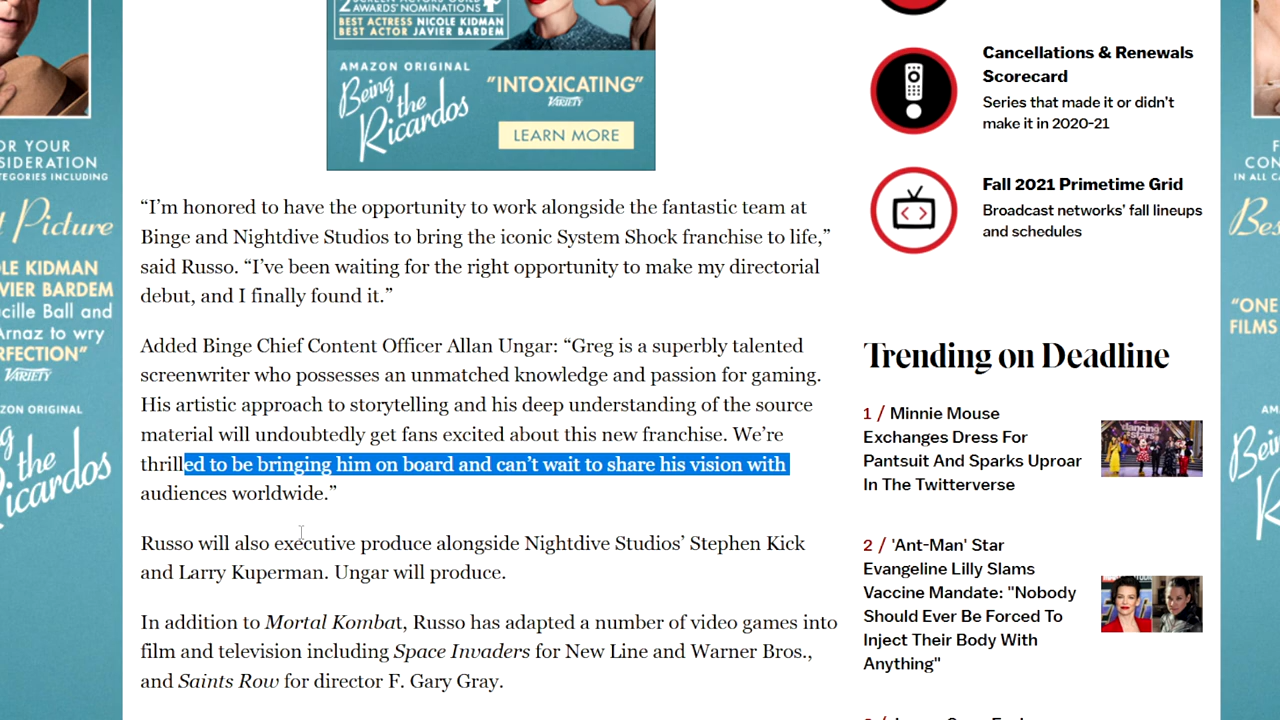 AWARDS' NOMINATIONS
BEST ACTRESS NICOLE KIDMAN
BEST ACTOR JAVIER BARDEM
AMAZON ORIGINAL
Being
the
Ricardos
“INTOXICATING”
VARIETY
LEARN MORE
“I’m honored to have the opportunity to work alongside the fantastic team at
Binge and Nightdive Studios to bring the iconic System Shock franchise to life,”
said Russo. “I’ve been waiting for the right opportunity to make my directorial
debut, and I finally found it.”
Added Binge Chief Content Officer Allan Ungar: “Greg is a superbly talented
screenwriter who possesses an unmatched knowledge and passion for gaming.
His artistic approach to storytelling and his deep understanding of the source
material will undoubtedly get fans excited about this new franchise. We’re
thrilled to be bringing him on board and can’t wait to share his vision with
audiences worldwide.”
Russo will also executive produce alongside Nightdive Studios’ Stephen Kick
and Larry Kuperman. Ungar will produce.
In addition to Mortal Kombat, Russo has adapted a number of video games into
film and television including Space Invaders for New Line and Warner Bros.,
and Saints Row for director F. Gary Gray.
Cancellations & Renewals
Scorecard
Series that made it or didn’t
make it in 2020-21
Fall 2021 Primetime Grid
Broadcast networks’ fall lineups
and schedules
Trending on Deadline
1 / Minnie Mouse
Exchanges Dress For
Pantsuit And Sparks Uproar
In The Twitterverse
2 / 'Ant-Man' Star
Evangeline Lilly Slams
Vaccine Mandate: "Nobody
Should Ever Be Forced To
Inject Their Body With
Anything"
OR YOUR
SIDERATION
TEGORIES INCLUDING
t Picture
OLE KIDMAN
VIER BARDEM
cille Ball and
Arnaz to wry
RFECTION”
VARIETY
ZON ORIGINAL
the
icardos
F
CON
IN ALL CA
Bes
“ONE
FILMS
AM
Bein